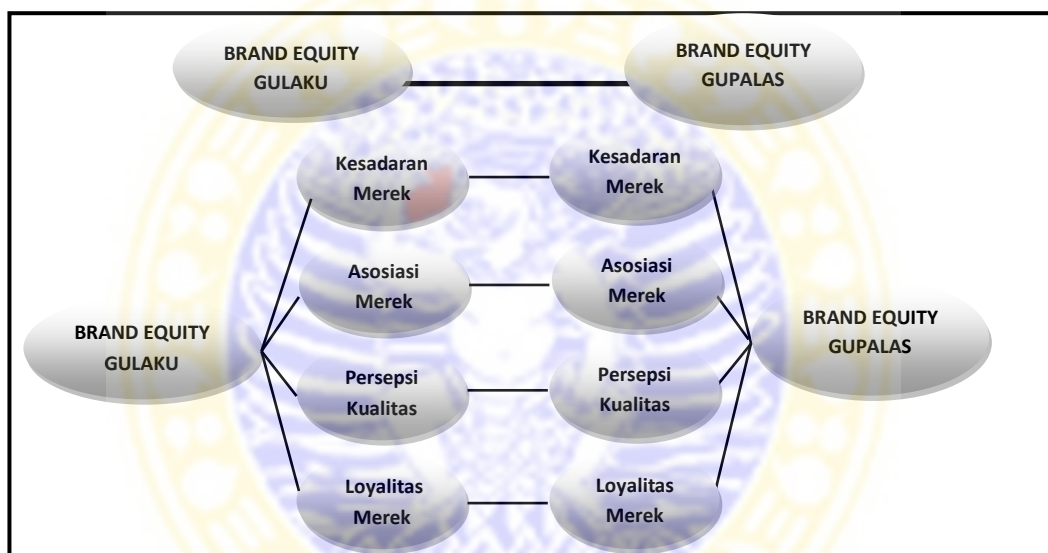 BRAND EQUITY
GULAKU
BRAND EQUITY
GUPALAS
Kesadaran
Merek
Kesadaran
Merek
Asosiasi
Merek
Asosiasi
Merek
BRAND EQUITY
GULAKU
BRAND EQUITY
GUPALAS
Persepsi
Kualitas
Persepsi
Kualitas
Loyalitas
Merek
Loyalitas
Merek